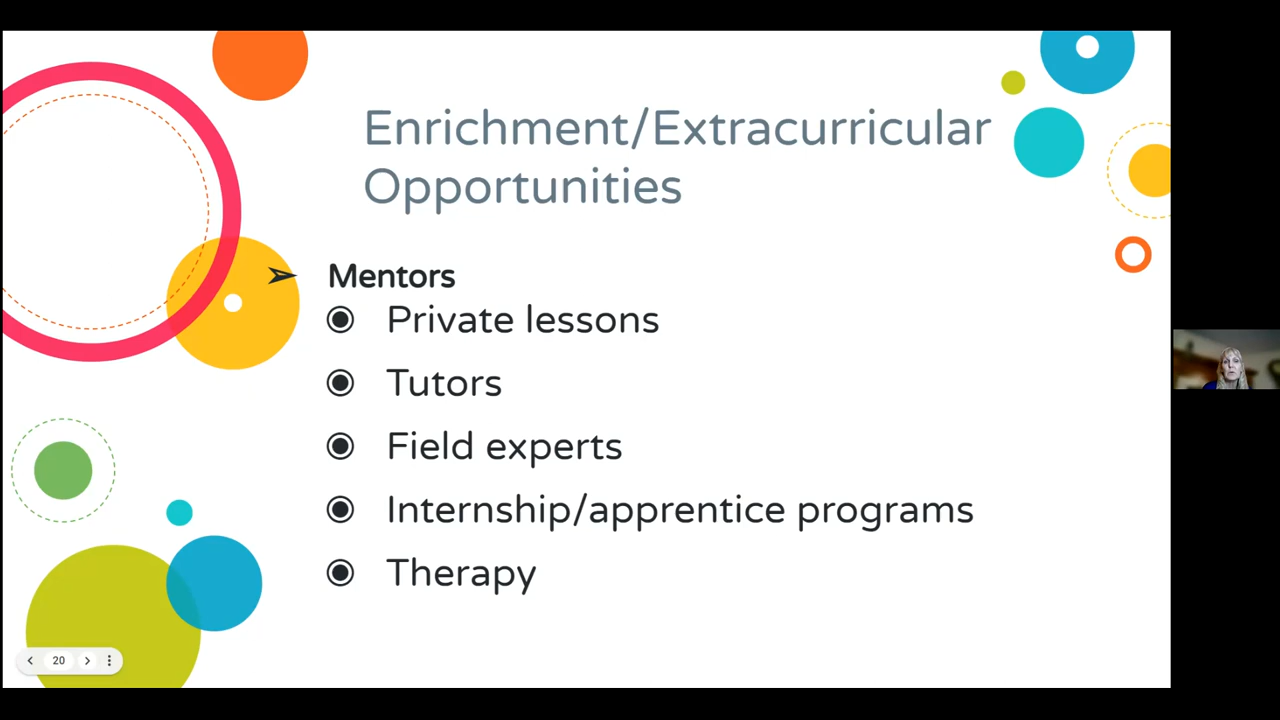 Enrichment/Extracurricular
Opportunities
➢ Mentors
◉ Private lessons
◉ Tutors
◉ Field experts
◉ Internship/apprentice programs
◉ Therapy
20